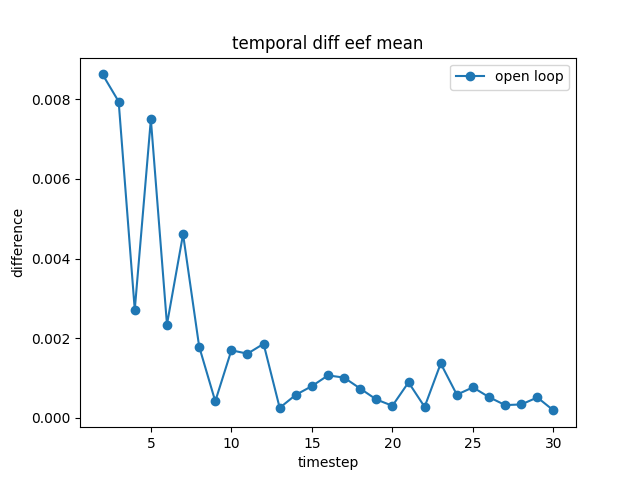 temporal diff eef mean
open loop
difference
0.008
0.006
0.004
0.002
0.000
5 10 15 20 25 30
timestep